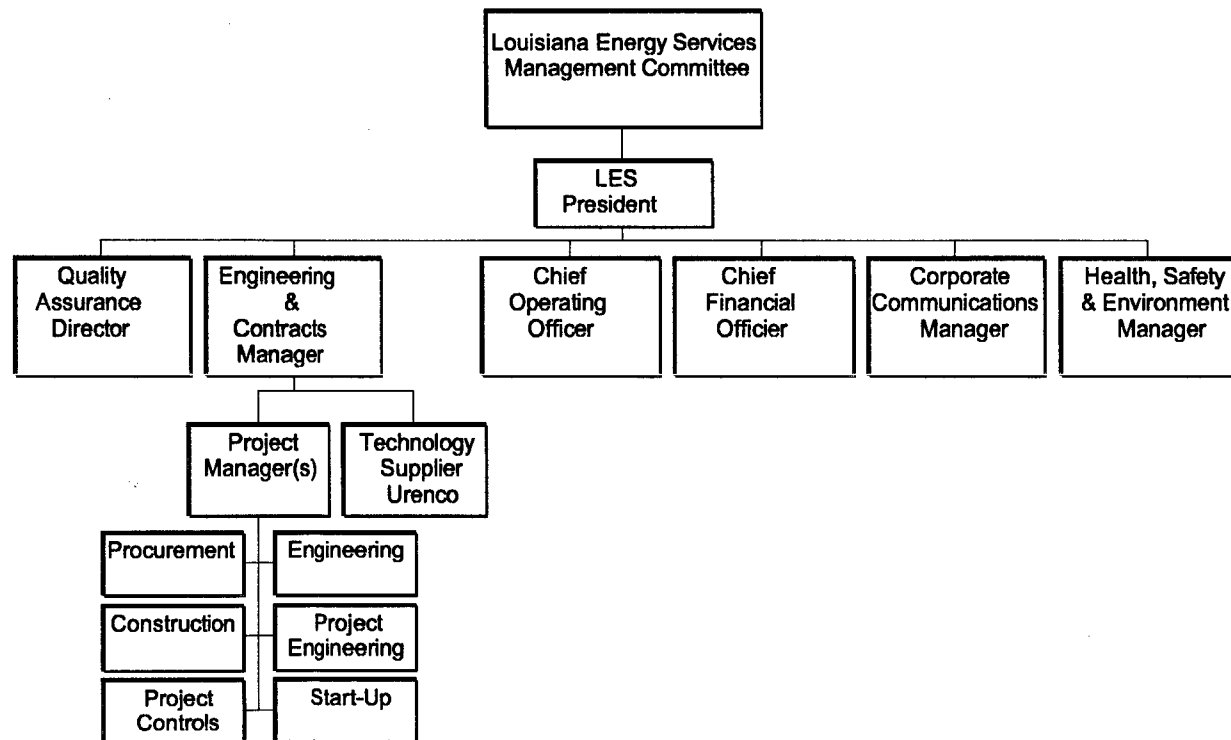 Louisiana Energy Services
Management Committee
LES
President
Quality
Assurance
Director
Engineering
&
Contracts
Manager
Chief
Operating
Officer
Chief
Financial
Officier
Corporate
Communications
Manager
Health, Safety
& Environment
Manager
Project
Manager(s)
Technology
Supplier
Urenco
Procurement
Engineering
Construction
Project
Engineering
Project
Controls
Start-Up